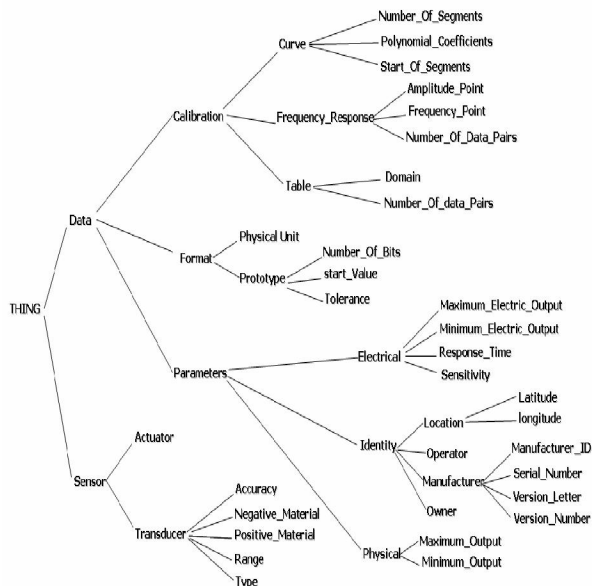 Number_Of_Segments
Curve
Polynomial_Coefficients
Start_Of_Segments
Amplitude_Point
Calibration
Frequency_Response
Frequency_Point
Number_Of_Data_Pairs
Domain
Table
Number_Of_data_Pairs
Data
Physical Unit
Format
Number_Of_Bits
Prototype
start_Value
Tolerance
THING
Maximum_Electric_Output
Minimum_Electric_Output
Electrical
Response_Time
Sensitivity
Parameters
Latitude
Location
longitude
Actuator
Identity
Operator
Manufacturer_ID
Sensor
Manufacturer
Serial_Number
Version_Letter
Owner
Version_Number
Accuracy
Negative_Material
Transducer
Positive_Material
Range
Type
Maximum_Output
Physical
Minimum_Output